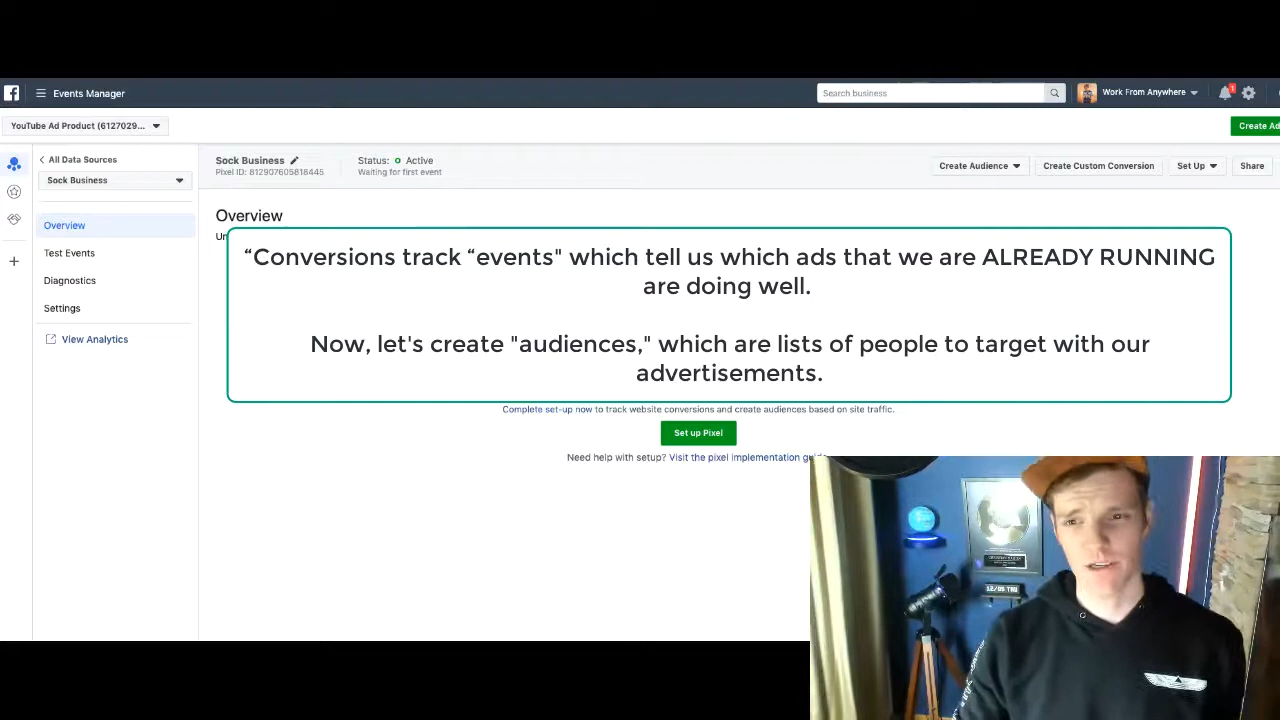 Events Manager
Search business
Work From Anywhere
1
YouTube Ad Product (6127029...
Create Ad
All Data Sources
Sock Business
Sock Business
Pixel ID: 812907605818445
Status: Active
Waiting for first event
Create Audience
Create Custom Conversion
Set Up
Share
Overview
Test Events
Diagnostics
Settings
View Analytics
Overview
“Conversions track “events" which tell us which ads that we are ALREADY RUNNING
are doing well.
Now, let's create "audiences," which are lists of people to target with our
advertisements.
Complete set-up now to track website conversions and create audiences based on site traffic.
Set up Pixel
Need help with setup? Visit the pixel implementation guide
12/05 THU